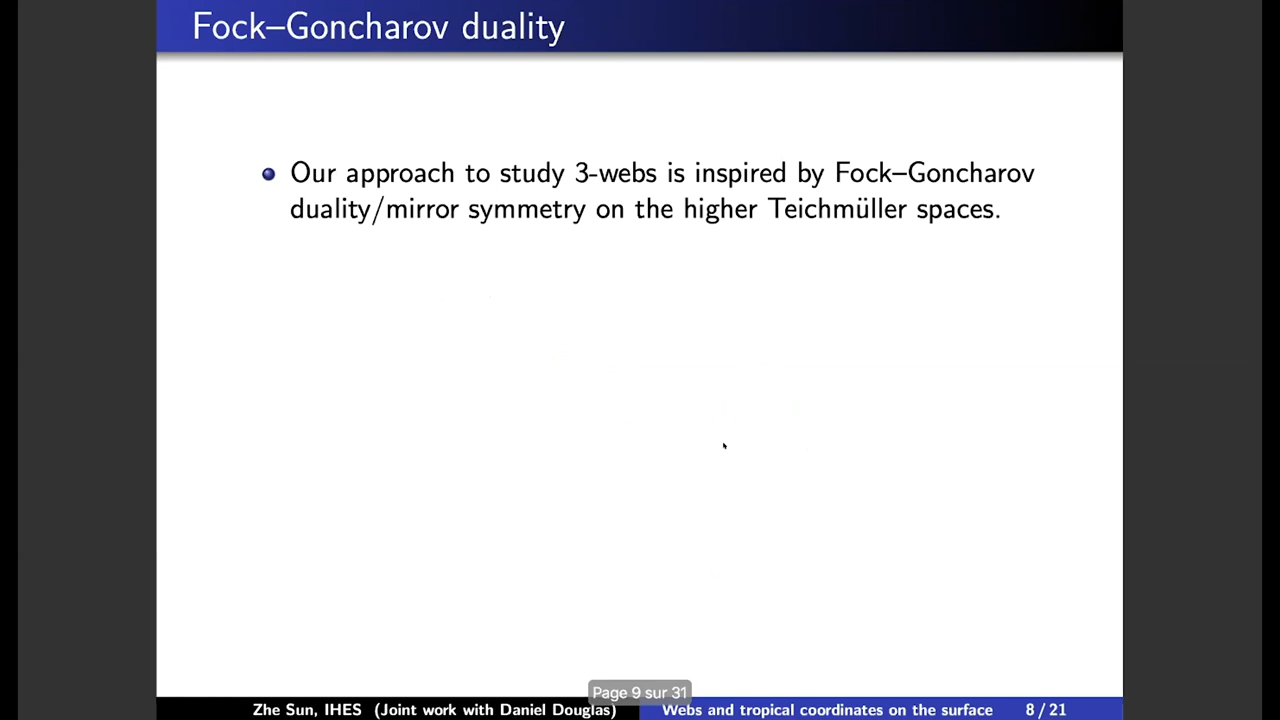 Fock–Goncharov duality
Our approach to study 3-webs is inspired by Fock–Goncharov
duality/mirror symmetry on the higher Teichmüller spaces.
Page 9 sur 31
Zhe Sun, IHES (Joint work with Daniel Douglas)
Webs and tropical coordinates on the surface
8 / 21